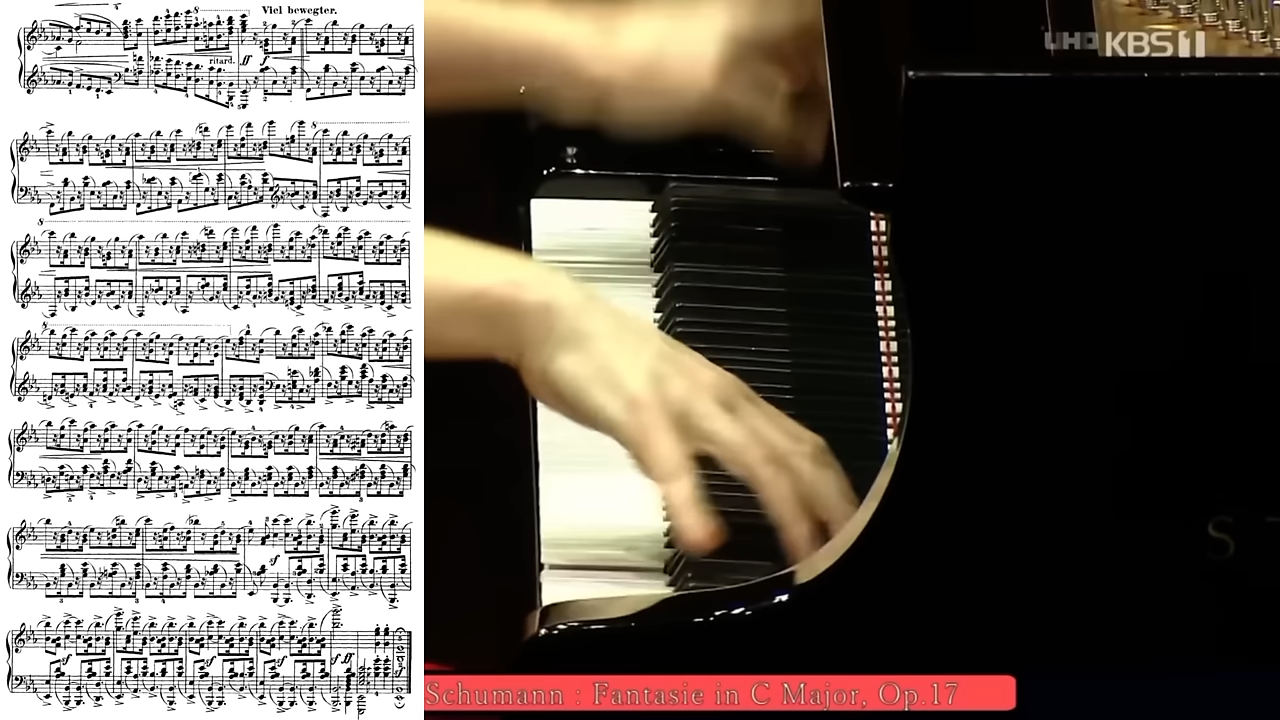 Viel bewegter.
ritard.
UHD KBS 1
Schumann : Fantasie in C Major, Op.17